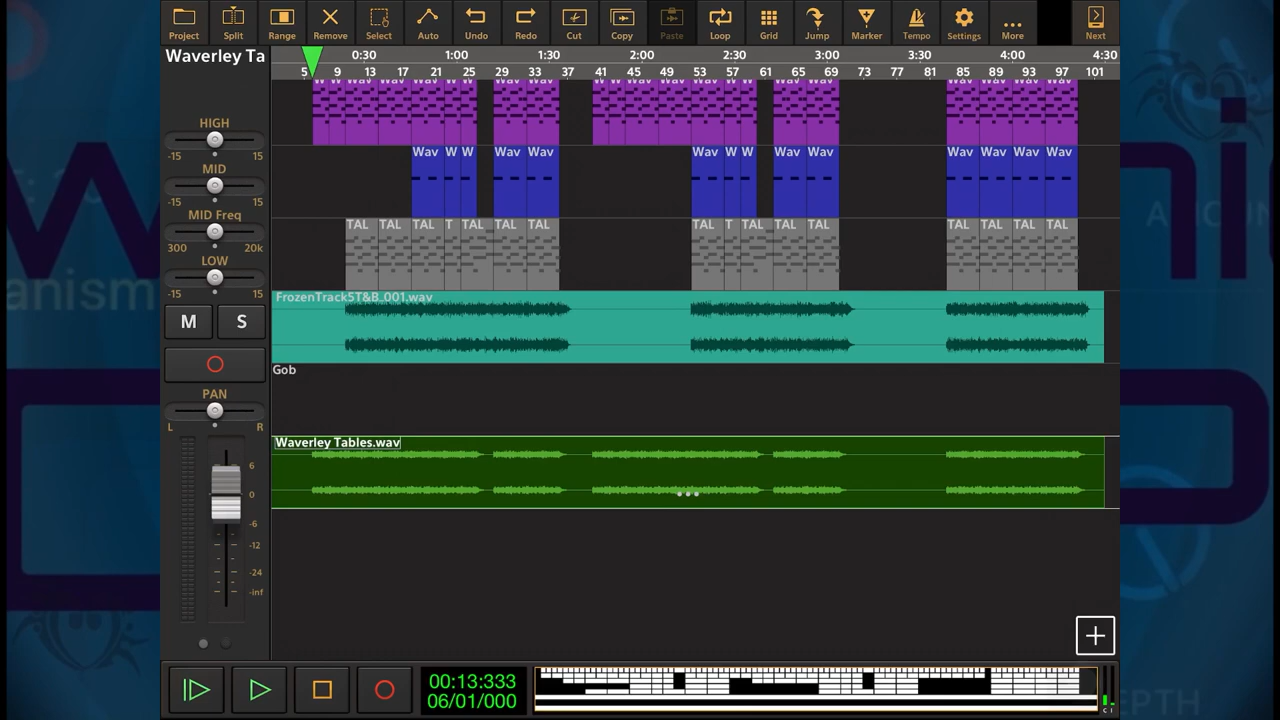 Project Split Range Remove Select Auto Undo Redo Cut Copy Paste Loop Grid Jump Marker Tempo Settings More Next
Waverley Ta
0:30 1:00 1:30 2:00 2:30 3:00 3:30 4:00 4:30
5 9 13 17 21 25 29 33 37 41 45 49 53 57 61 65 69 73 77 81 85 89 93 97 101
HIGH
-15 15
MID
-15 15
MID Freq
300 20k
LOW
-15 15
M S
PAN
L R
6
0
-6
-12
-24
-inf
Wav W W Wav Wav Wav W W Wav Wav Wav Wav Wav Wav
TAL TAL TAL T TAL TAL TAL TAL T TAL TAL TAL TAL TAL TAL TAL
FrozenTrack5T&B_001.wav
Gob
Waverley Tables.wav
00:13:333
06/01/000
C I
anism
EPTH